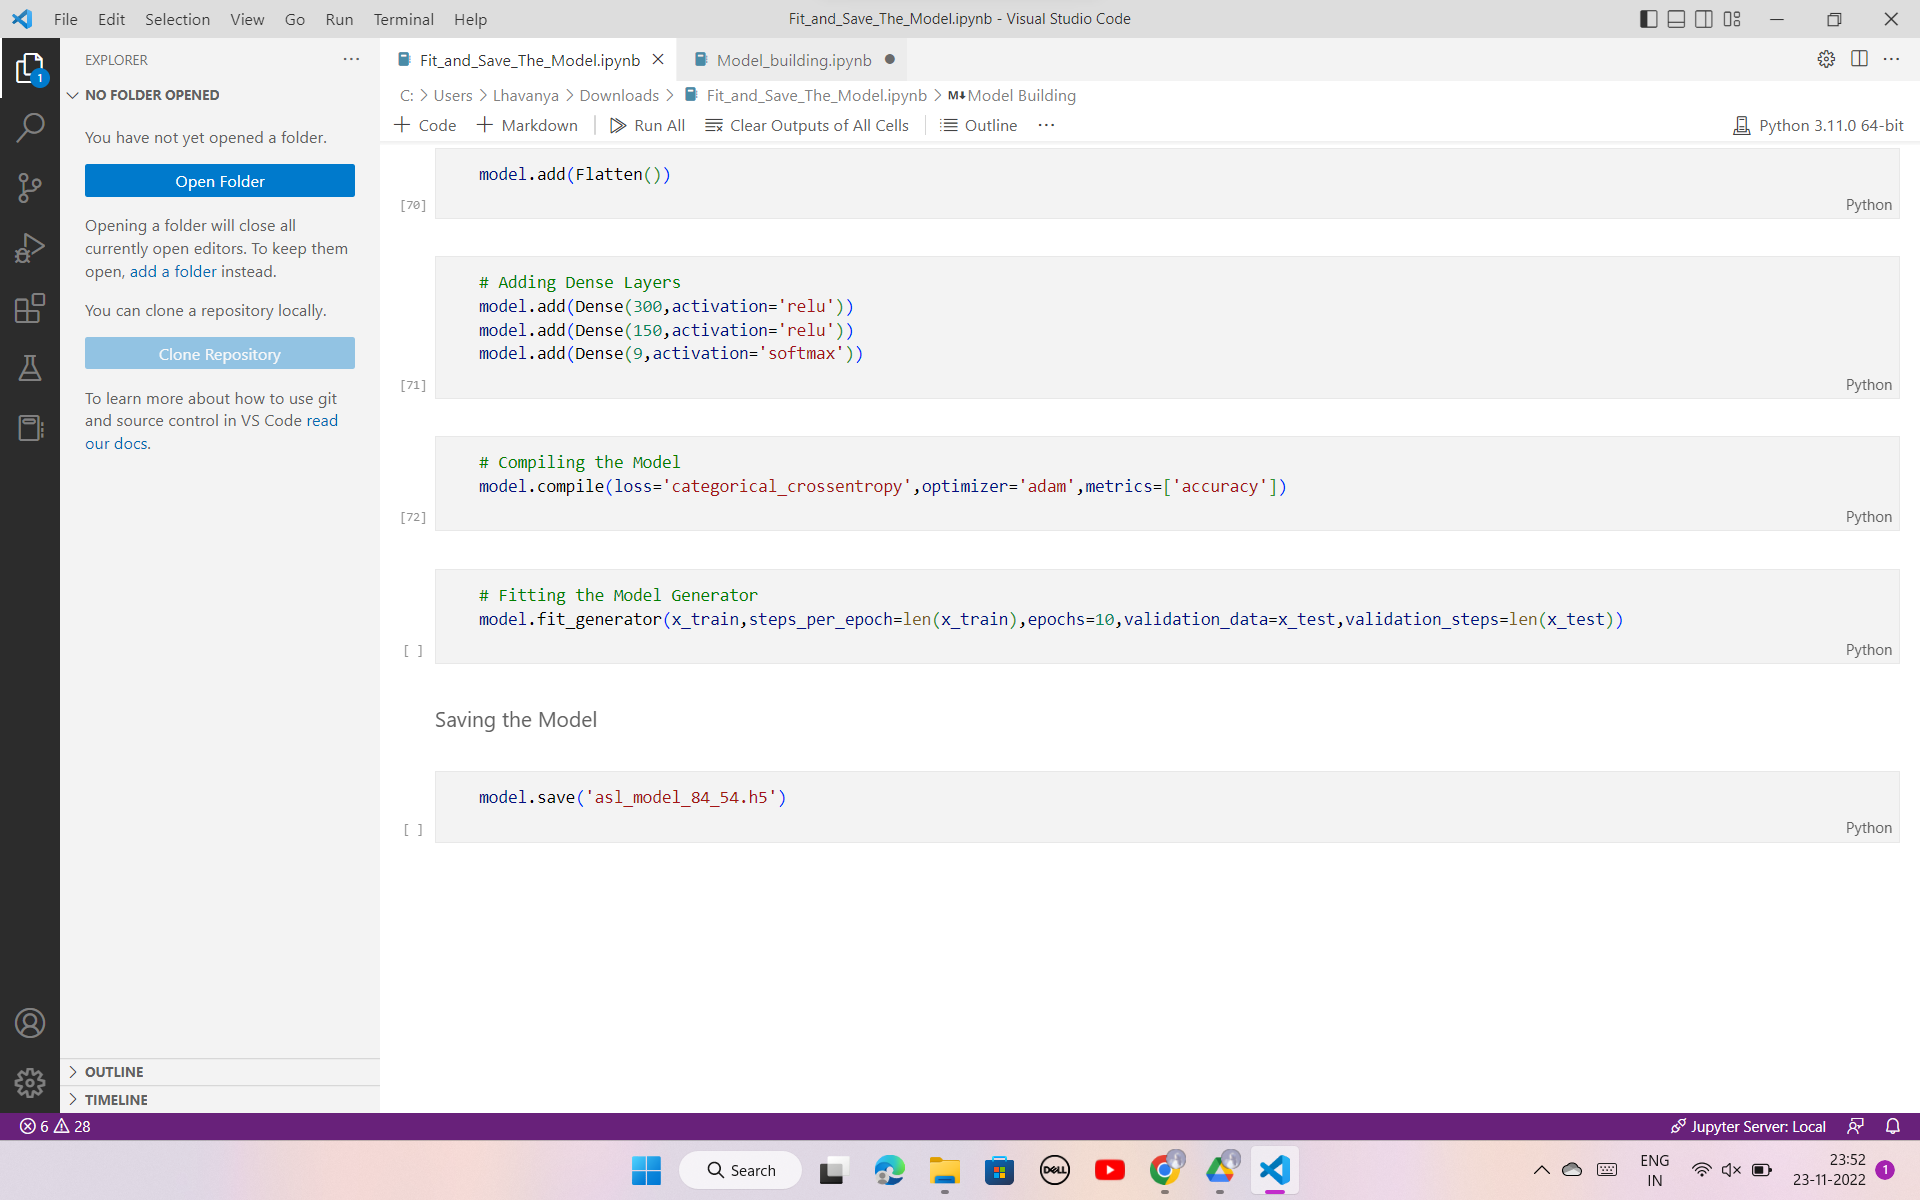 File Edit Selection View Go Run Terminal Help
Fit_and_Save_The_Model.ipynb - Visual Studio Code
1
EXPLORER
NO FOLDER OPENED
You have not yet opened a folder.
Open Folder
Opening a folder will close all
currently open editors. To keep them
open, add a folder instead.
You can clone a repository locally.
Clone Repository
To learn more about how to use git
and source control in VS Code read
our docs.
OUTLINE
TIMELINE
Fit_and_Save_The_Model.ipynb
Model_building.ipynb
C: > Users > Lhavanya > Downloads > Fit_and_Save_The_Model.ipynb > M↓Model Building
+ Code + Markdown Run All Clear Outputs of All Cells Outline ...
Python 3.11.0 64-bit
model.add(Flatten())
[70]
Python
# Adding Dense Layers
model.add(Dense(300,activation='relu'))
model.add(Dense(150,activation='relu'))
model.add(Dense(9,activation='softmax'))
[71]
Python
# Compiling the Model
model.compile(loss='categorical_crossentropy',optimizer='adam',metrics=['accuracy'])
[72]
Python
# Fitting the Model Generator
model.fit_generator(x_train,steps_per_epoch=len(x_train),epochs=10,validation_data=x_test,validation_steps=len(x_test))
[ ]
Python
Saving the Model
model.save('asl_model_84_54.h5')
[ ]
Python
6 28
Jupyter Server: Local
Search
DELL
ENG
IN
23:52
23-11-2022
1